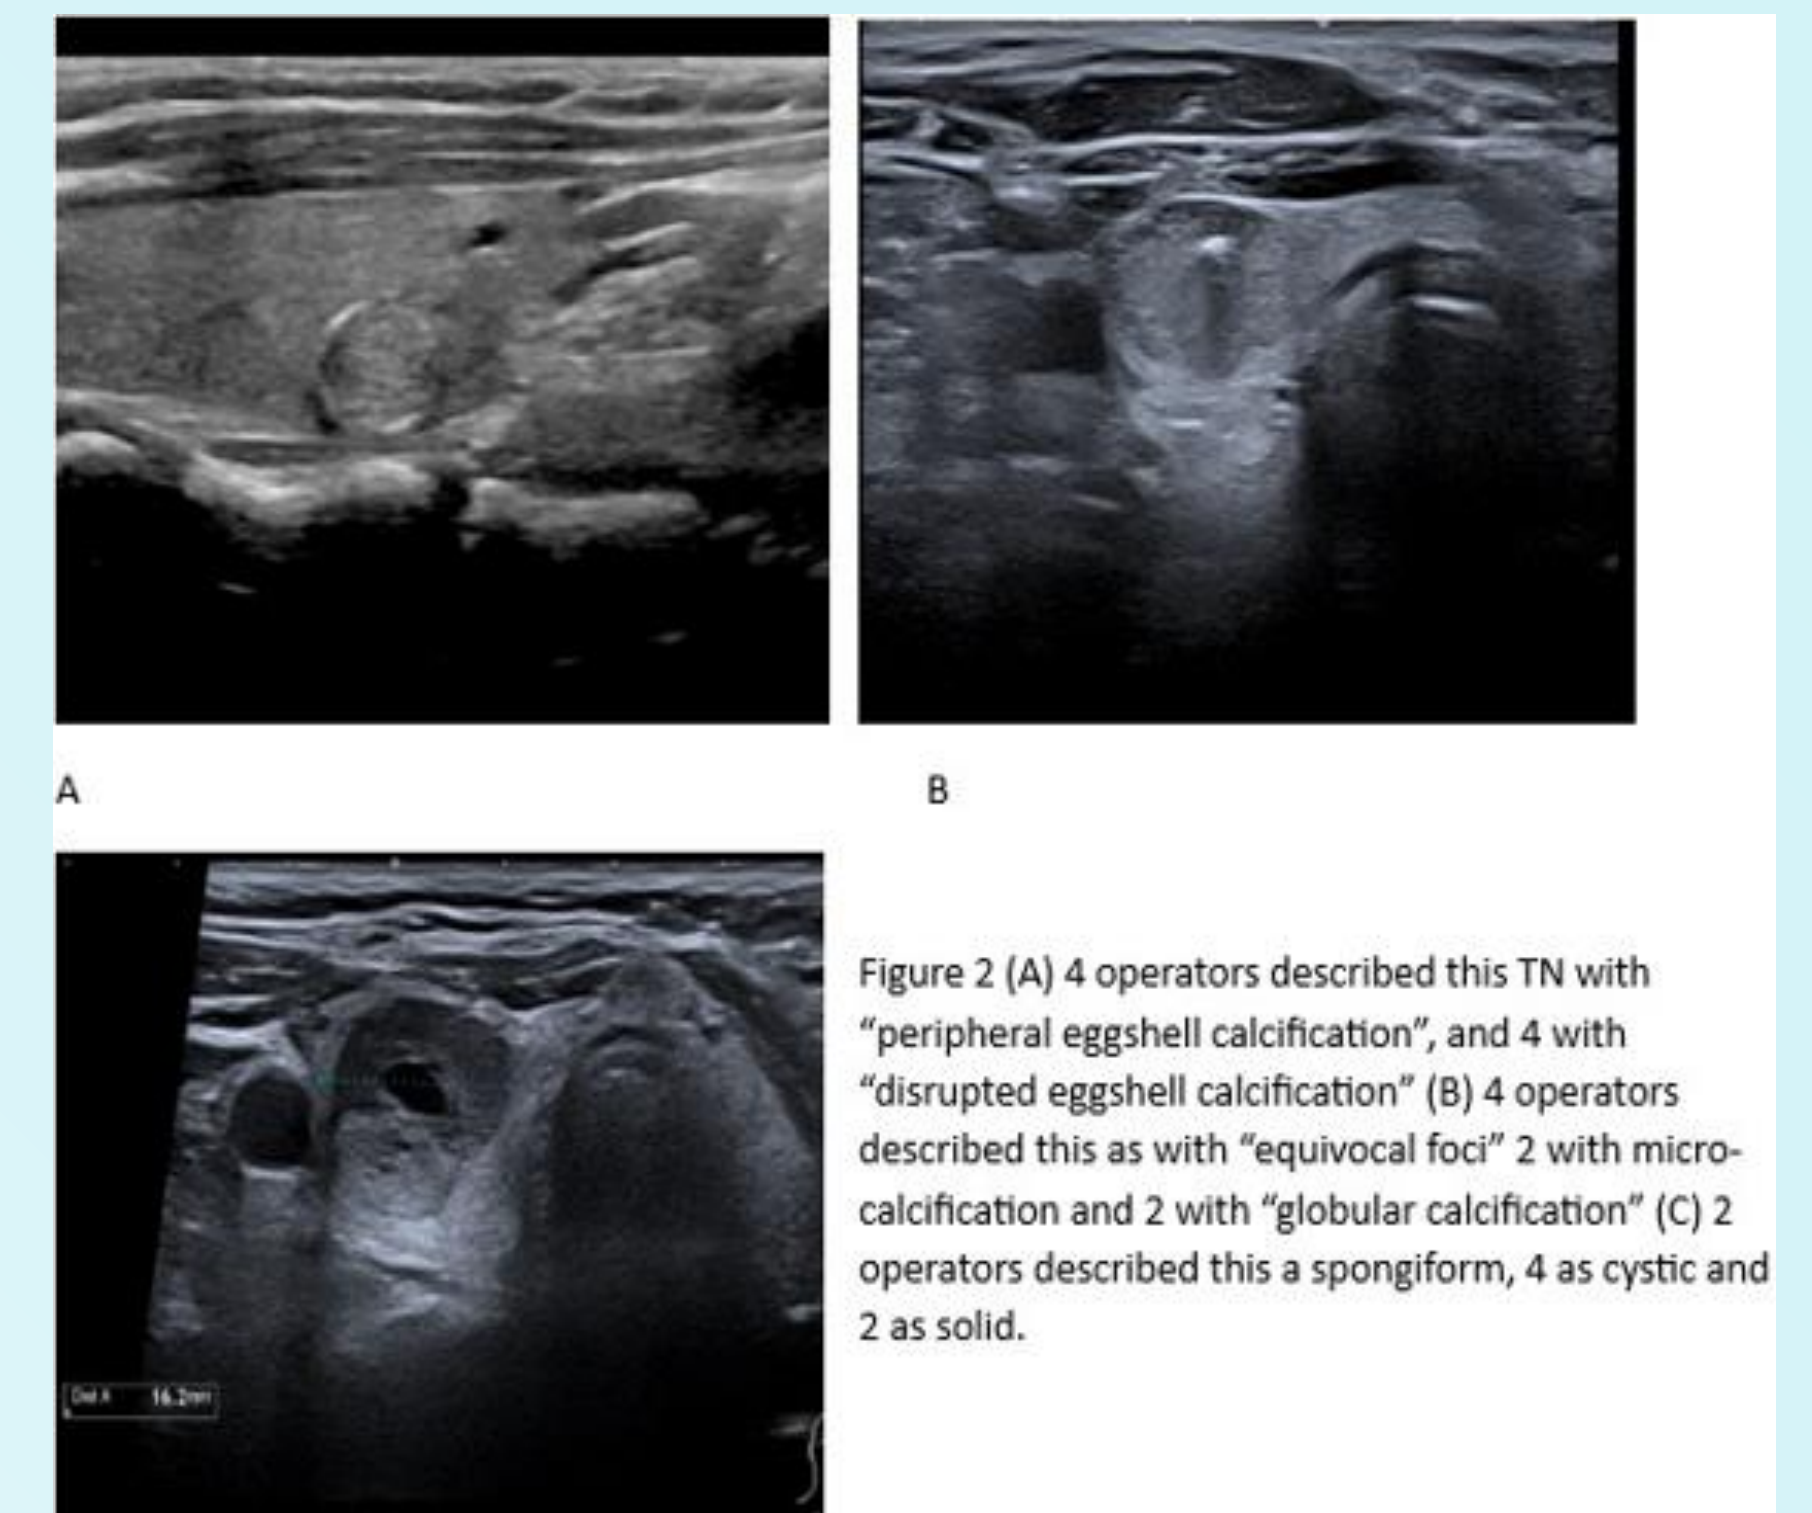 A
B
Figure 2 (A) 4 operators described this TN with
“peripheral eggshell calcification”, and 4 with
“disrupted eggshell calcification” (B) 4 operators
described this as with “equivocal foci” 2 with micro-
calcification and 2 with “globular calcification” (C) 2
operators described this a spongiform, 4 as cystic and
2 as solid.
16.2mm